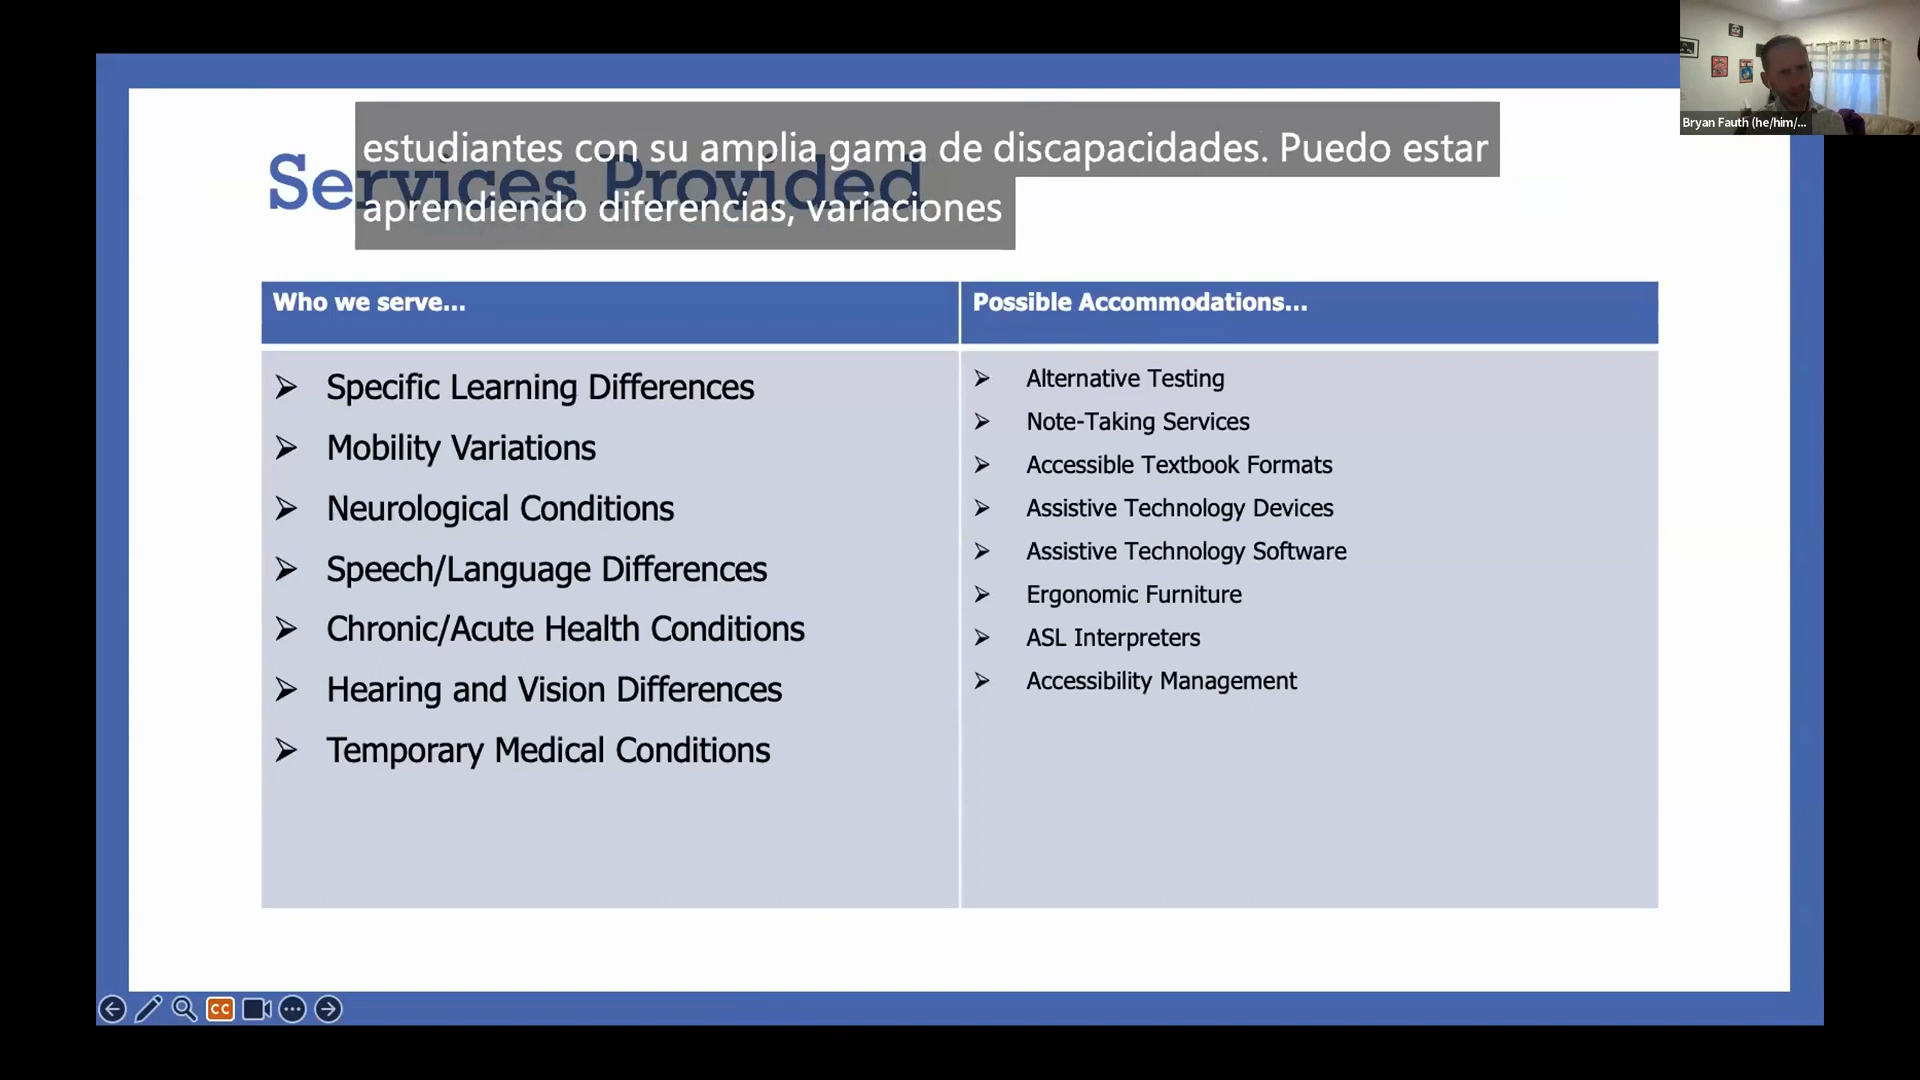 Bryan Fauth (he/him/...
estudiantes con su amplia gama de discapacidades. Puedo estar
aprendiendo diferencias, variaciones
Services Provided
Who we serve...
Specific Learning Differences
Mobility Variations
Neurological Conditions
Speech/Language Differences
Chronic/Acute Health Conditions
Hearing and Vision Differences
Temporary Medical Conditions
Possible Accommodations...
Alternative Testing
Note-Taking Services
Accessible Textbook Formats
Assistive Technology Devices
Assistive Technology Software
Ergonomic Furniture
ASL Interpreters
Accessibility Management
CC